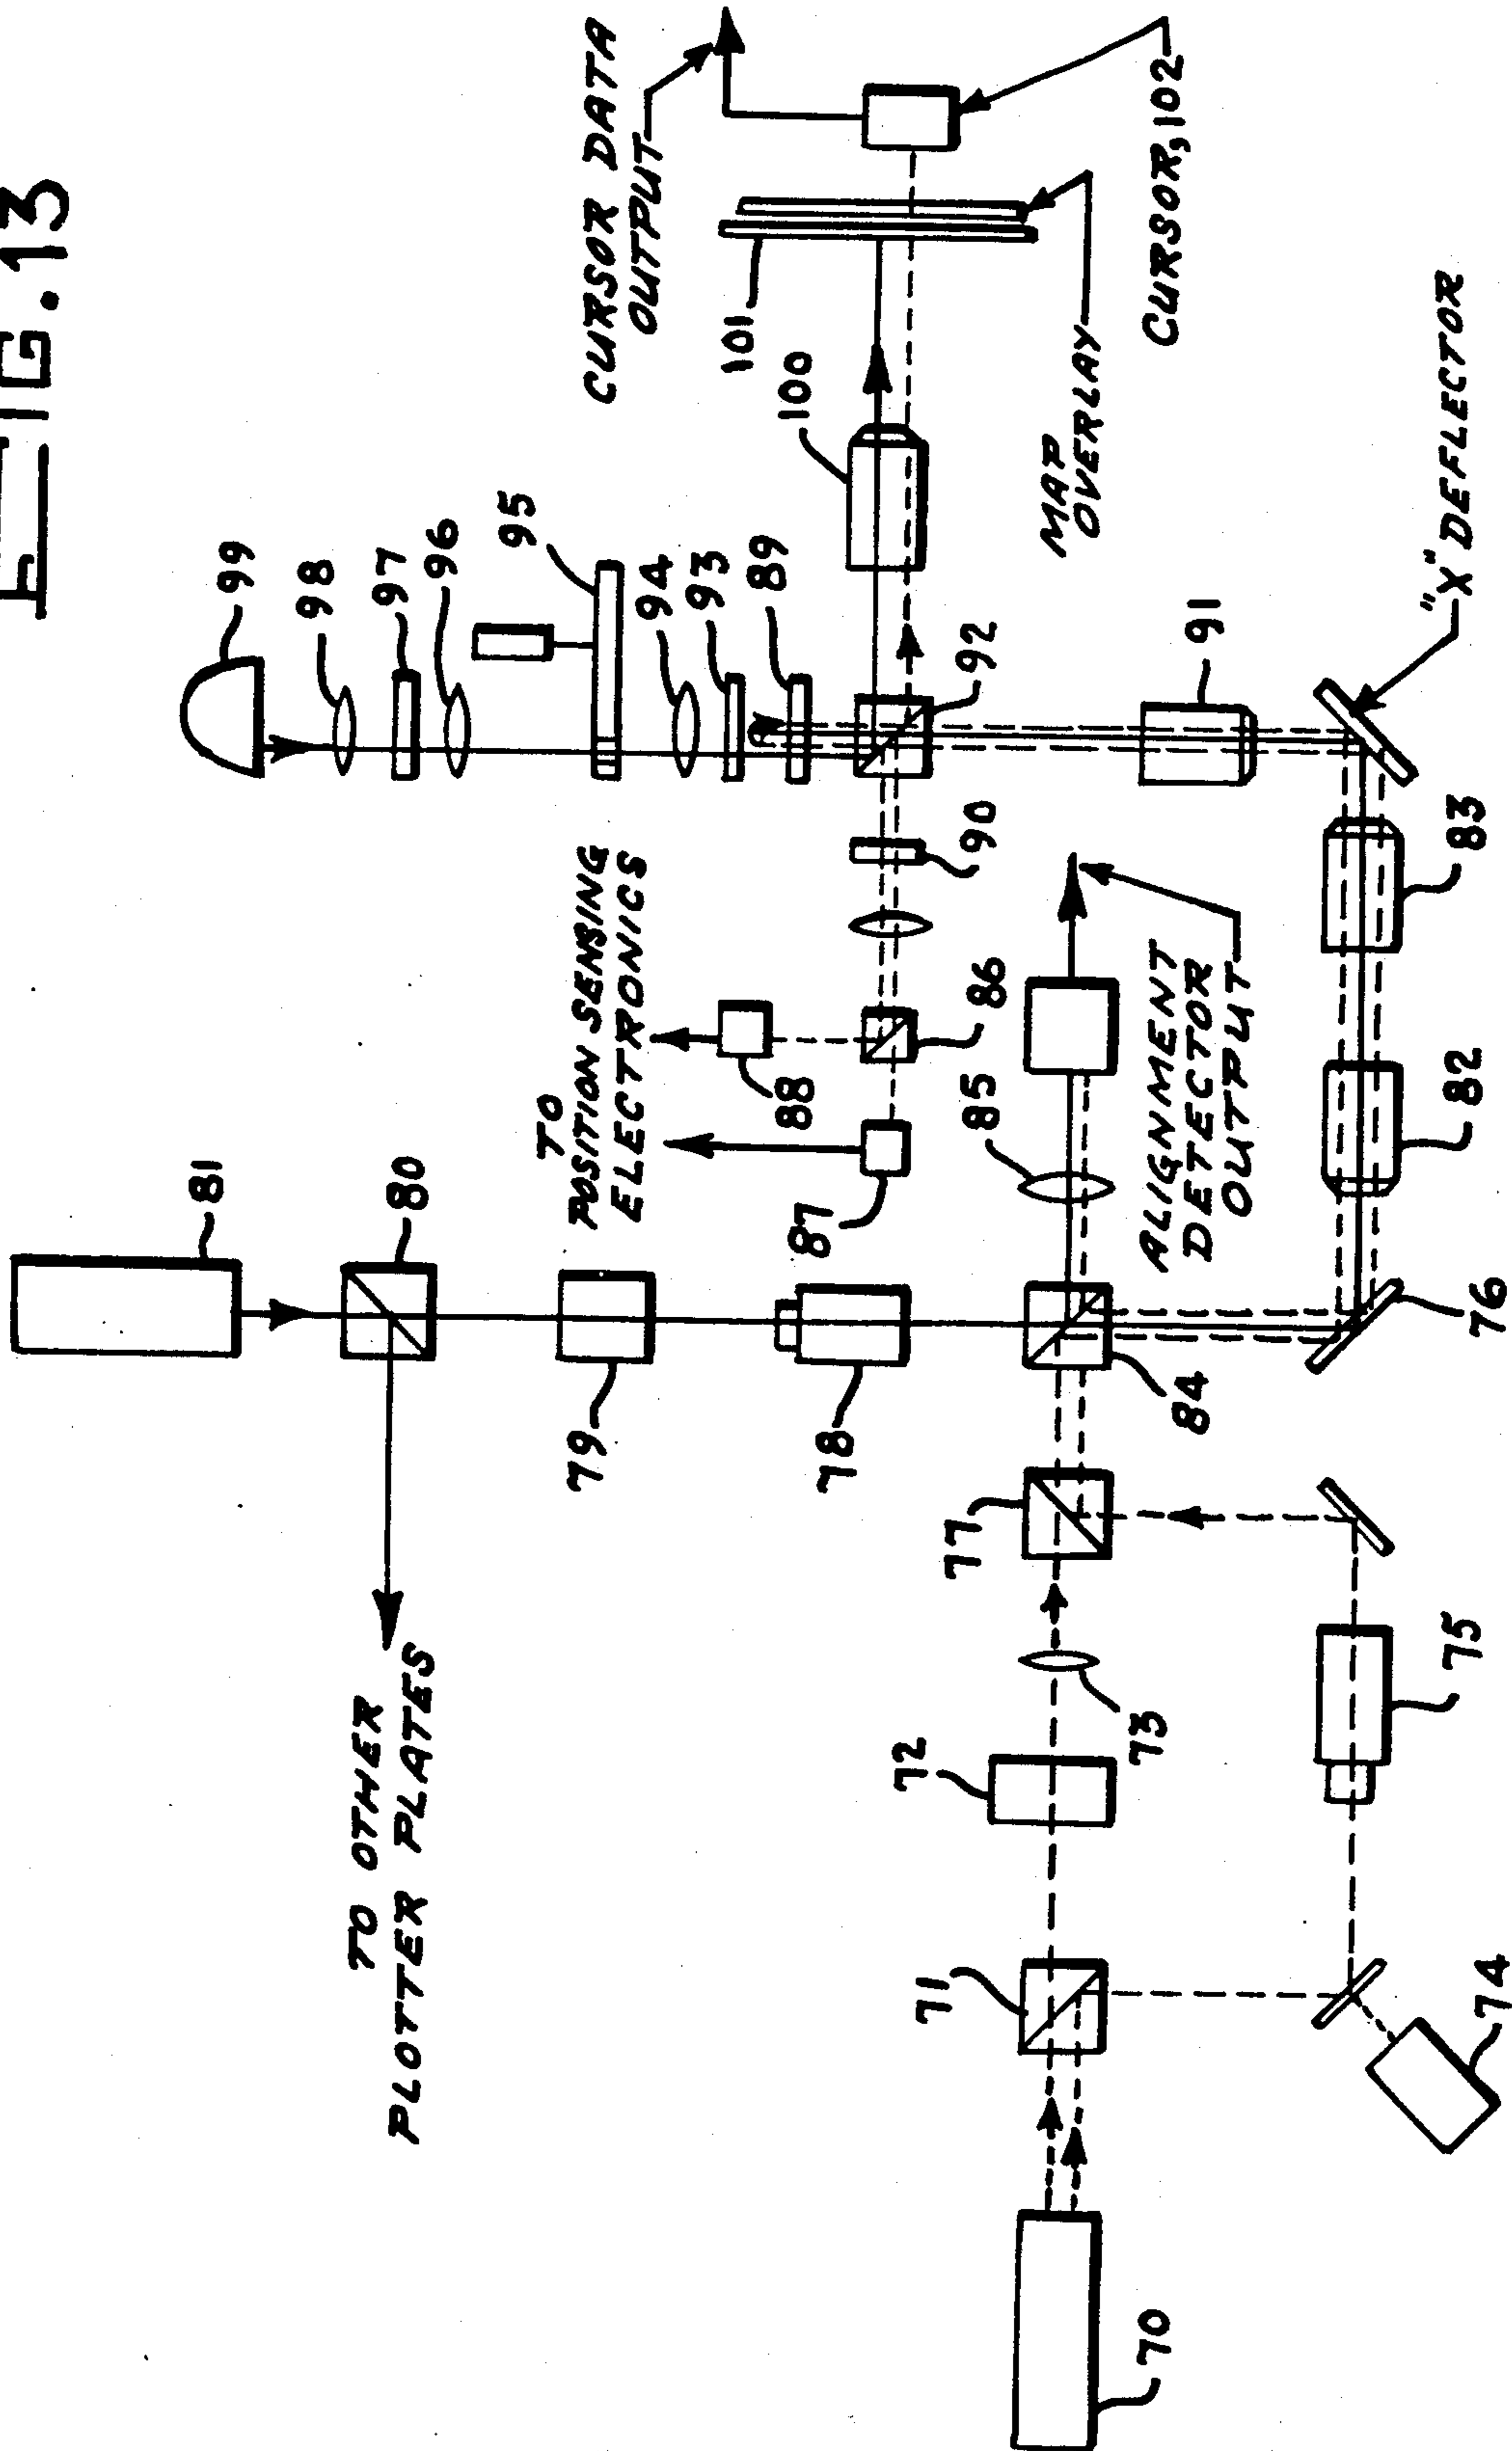 FIG. 13
99
98
97
96
95
94
93
89
92
CURSOR DATA
OUTPUT
101
100
MAP
OVERLAY
CURSOR, 102
91
"X" DEFLECTOR
90
TO
POSITION SENSING
ELECTRONICS
88
87
86
85
ALIGNMENT
DETECTOR
OUTPUT
83
82
81
80
79
78
84
76
TO OTHER
PLOTTER PLATES
77
73
72
71
75
74
70